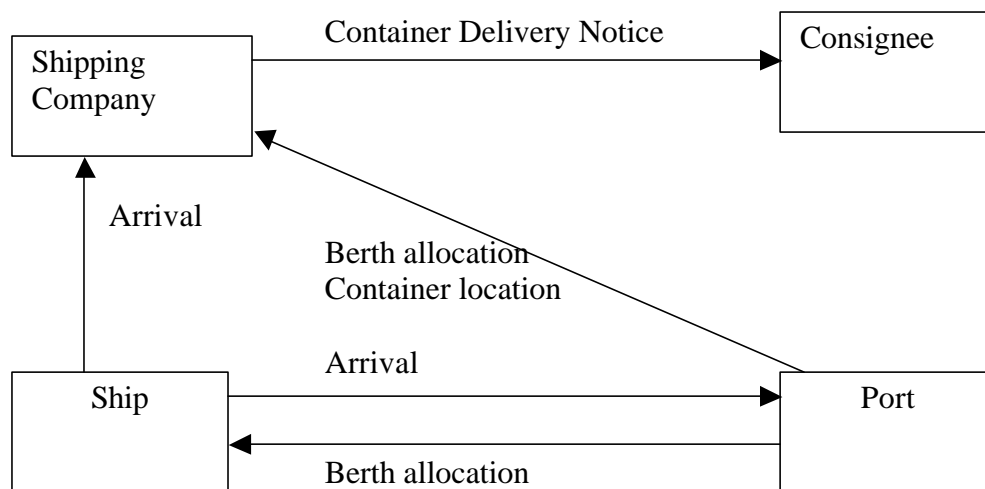 Container Delivery Notice
Consignee
Shipping
Company
Arrival
Berth allocation
Container location
Arrival
Ship
Port
Berth allocation